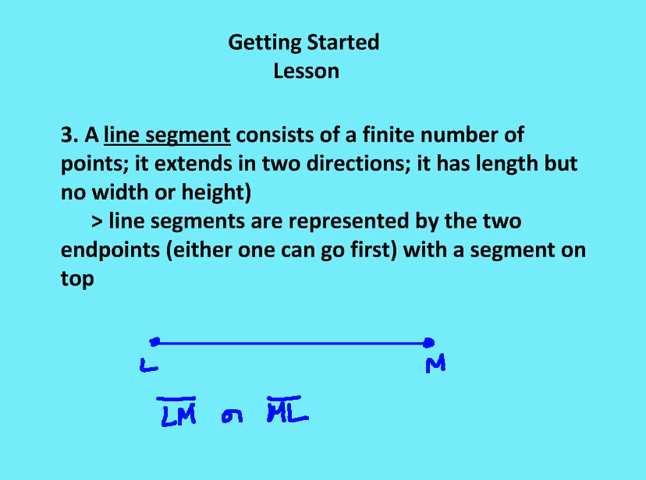 Getting Started
Lesson
3. A line segment consists of a finite number of
points; it extends in two directions; it has length but
no width or height)
> line segments are represented by the two
endpoints (either one can go first) with a segment on
top
L M
L̅M̅ or M̅L̅